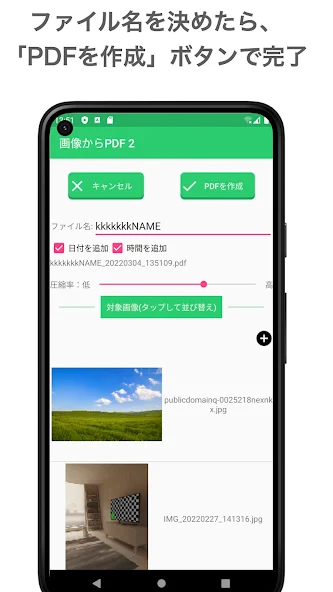 ファイル名を決めたら、
「PDFを作成」ボタンで完了
3:51
画像からPDF 2
キャンセル
PDFを作成
ファイル名: kkkkkkkNAME
日付を追加 時間を追加
kkkkkkkNAME_20220304_135109.pdf
圧縮率：低 高
対象画像(タップして並び替え)
publicdomainq-0025218nexnk
x.jpg
IMG_20220227_141316.jpg